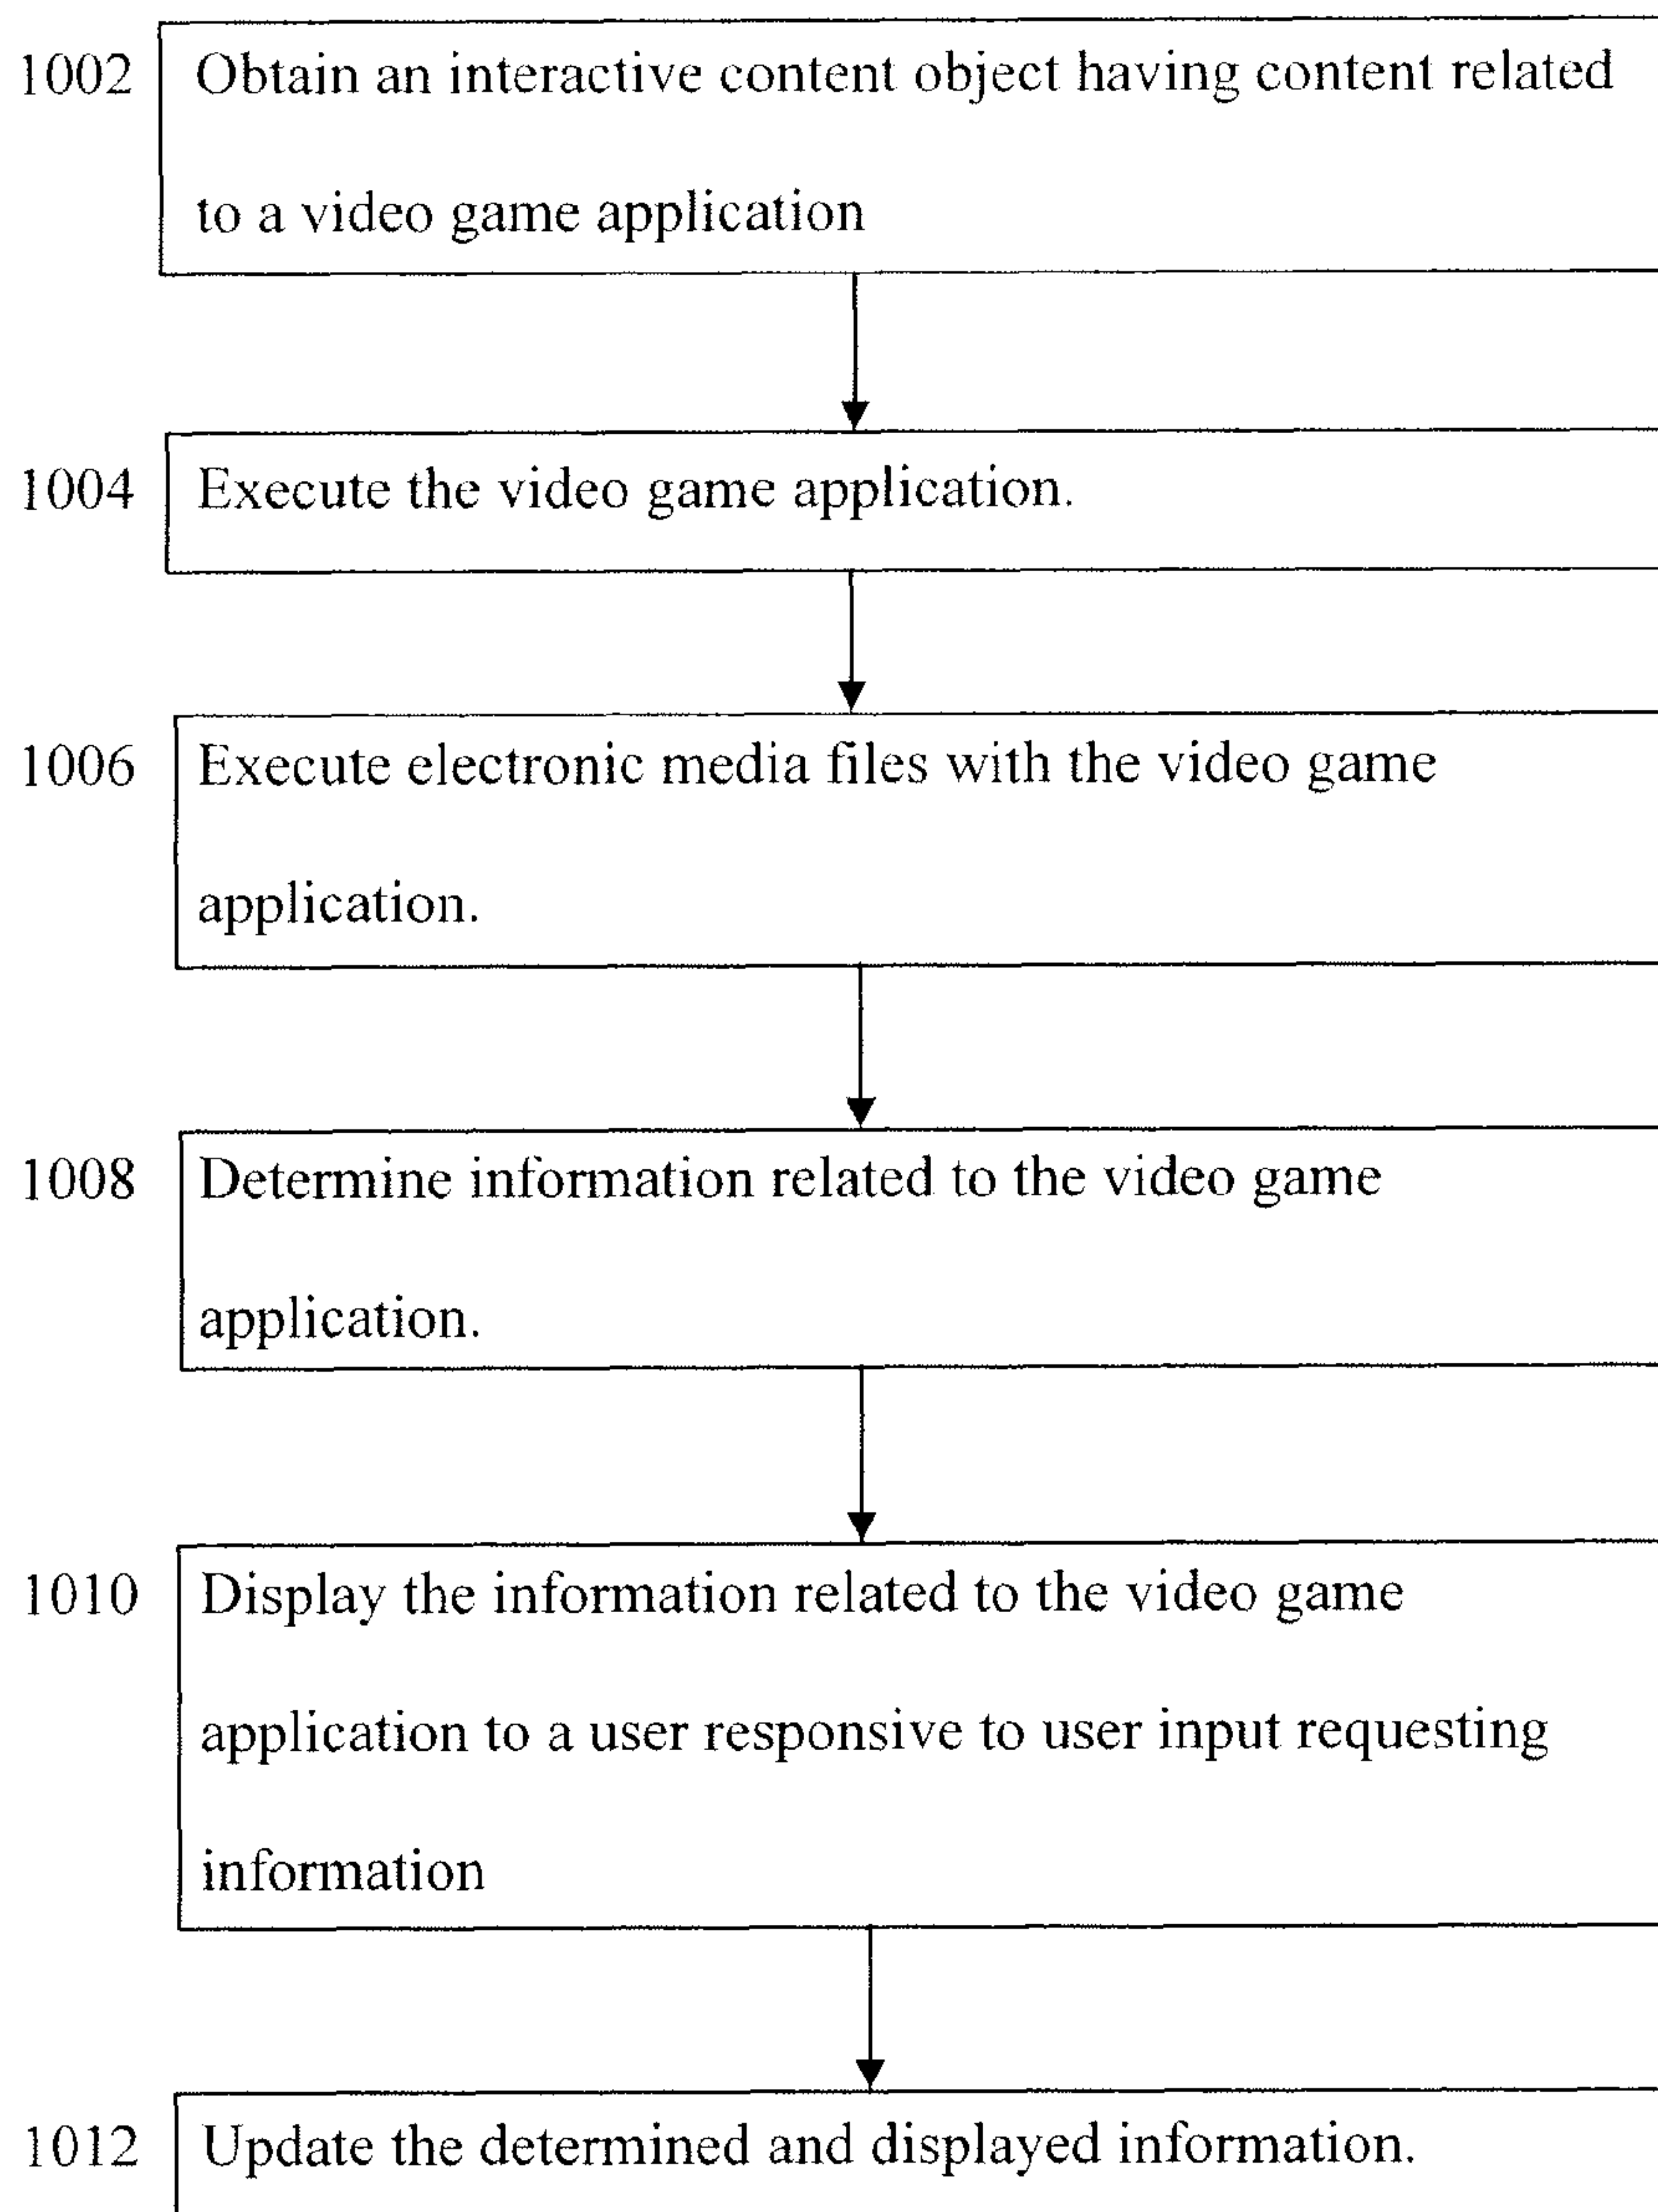 1002 Obtain an interactive content object having content related
to a video game application
1004 Execute the video game application.
1006 Execute electronic media files with the video game
application.
1008 Determine information related to the video game
application.
1010 Display the information related to the video game
application to a user responsive to user input requesting
information
1012 Update the determined and displayed information.